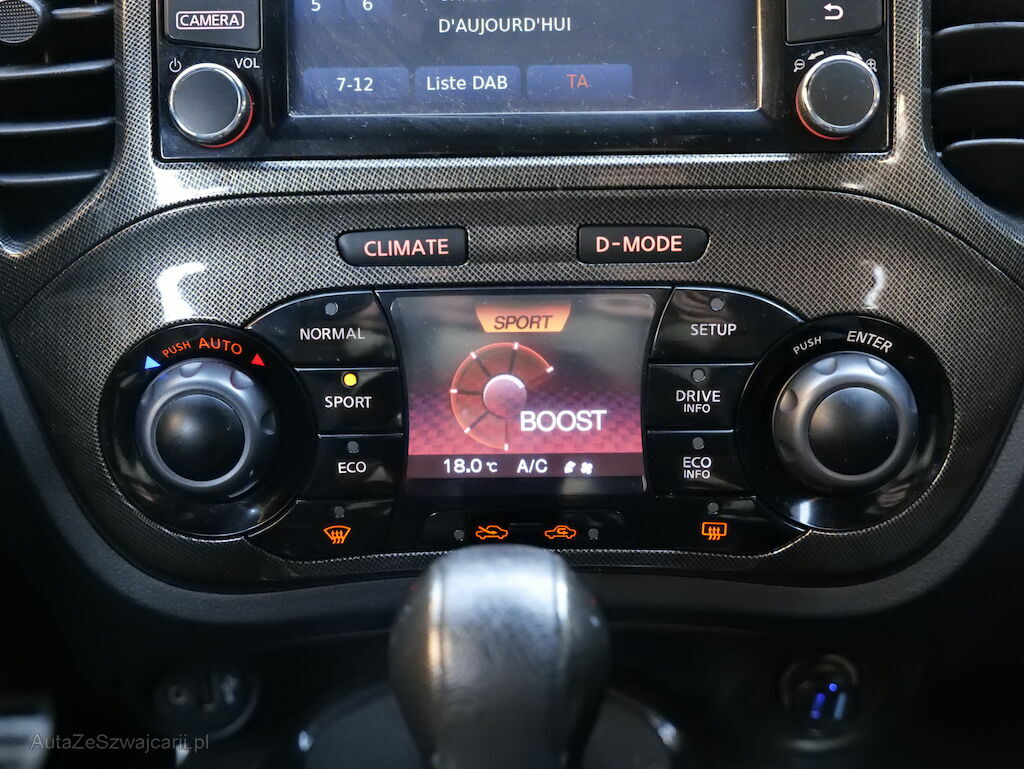 CAMERA
5 6
D'AUJOURD'HUI
VOL
7-12 Liste DAB TA
CLIMATE D-MODE
PUSH AUTO
NORMAL
SPORT
ECO
SPORT
BOOST
18.0 °C A/C
SETUP
DRIVE
INFO
ECO
INFO
PUSH ENTER
AutaZeSzwajcarii.pl